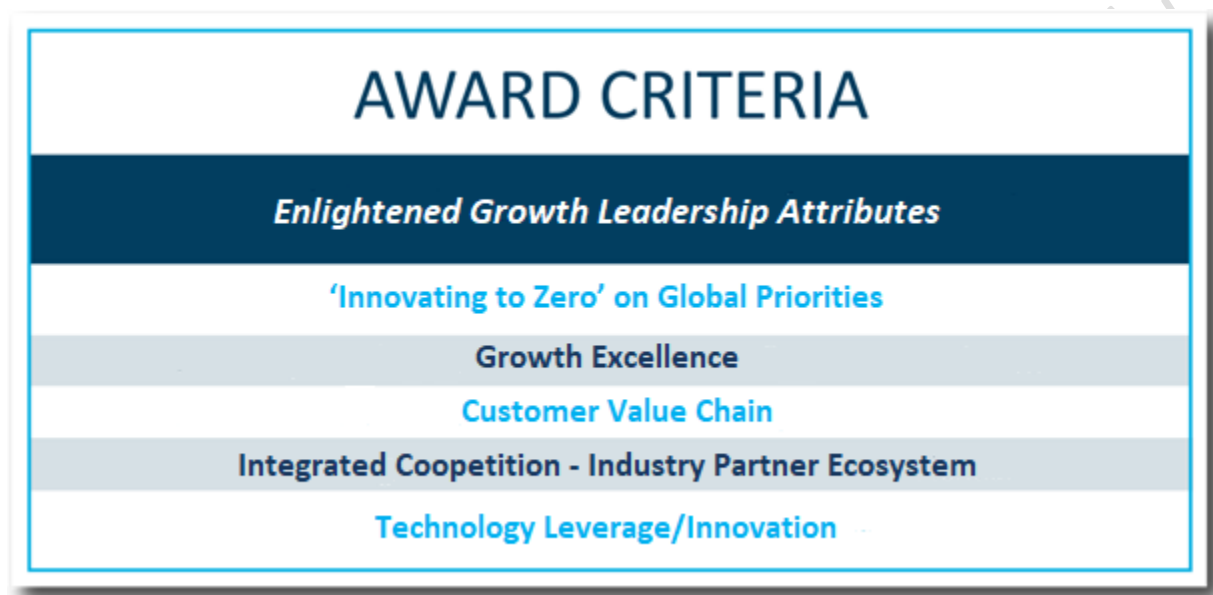 AWARD CRITERIA
Enlightened Growth Leadership Attributes
‘Innovating to Zero’ on Global Priorities
Growth Excellence
Customer Value Chain
Integrated Coopetition - Industry Partner Ecosystem
Technology Leverage/Innovation